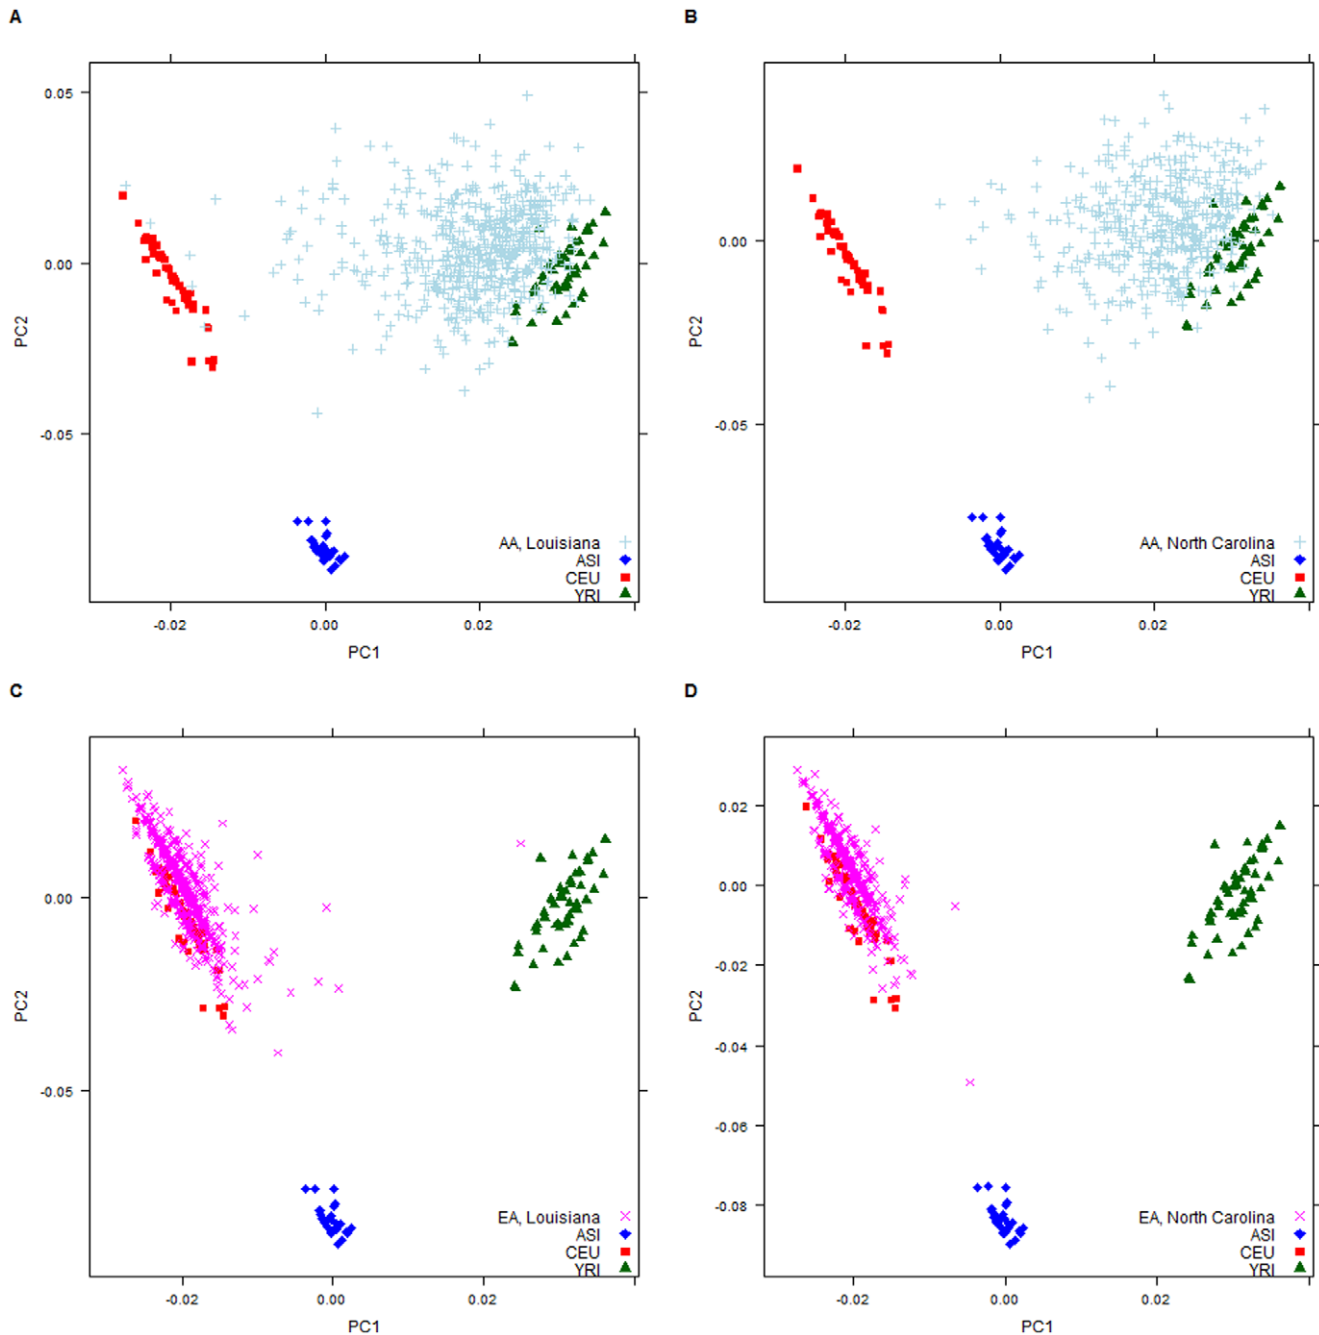 A
0.05
0.00
-0.05
PC2
-0.02
0.00
0.02
PC1
AA, Louisiana
ASI
CEU
YRI
B
0.00
-0.05
PC2
-0.02
0.00
0.02
PC1
AA, North Carolina
ASI
CEU
YRI
C
0.00
-0.05
PC2
-0.02
0.00
0.02
PC1
EA, Louisiana
ASI
CEU
YRI
D
0.02
0.00
-0.02
-0.04
-0.06
-0.08
PC2
-0.02
0.00
0.02
PC1
EA, North Carolina
ASI
CEU
YRI